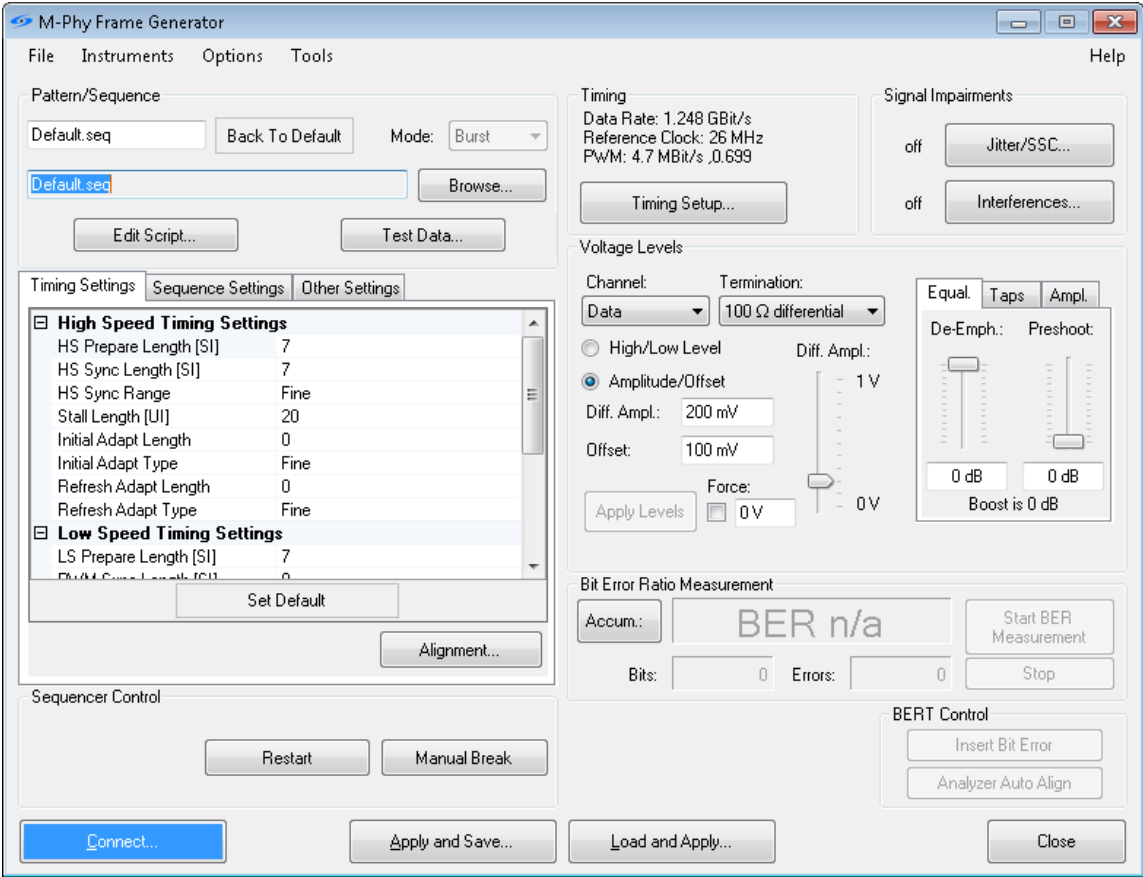 M-Phy Frame Generator
File Instruments Options Tools Help
Pattern/Sequence
Default.seq Back To Default Mode: Burst
Default.seq Browse...
Edit Script... Test Data...
Timing
Data Rate: 1.248 GBit/s
Reference Clock: 26 MHz
PWM: 4.7 MBit/s ,0.699
Timing Setup...
Signal Impairments
off Jitter/SSC...
off Interferences...
Timing Settings Sequence Settings Other Settings
High Speed Timing Settings
HS Prepare Length [SI] 7
HS Sync Length [SI] 7
HS Sync Range Fine
Stall Length [UI] 20
Initial Adapt Length 0
Initial Adapt Type Fine
Refresh Adapt Length 0
Refresh Adapt Type Fine
Low Speed Timing Settings
LS Prepare Length [SI] 7
PWM Sync Length [SI] 0
Set Default
Alignment...
Voltage Levels
Channel: Termination:
Data 100 Ω differential
High/Low Level Diff. Ampl.:
Amplitude/Offset 1 V
Diff. Ampl.: 200 mV
Offset: 100 mV
Force:
Apply Levels 0 V 0 V
Equal. Taps Ampl.
De-Emph.: Preshoot:
0 dB 0 dB
Boost is 0 dB
Bit Error Ratio Measurement
Accum.: BER n/a Start BER
Measurement
Bits: 0 Errors: 0 Stop
Sequencer Control
Restart Manual Break
BERT Control
Insert Bit Error
Analyzer Auto Align
Connect... Apply and Save... Load and Apply... Close